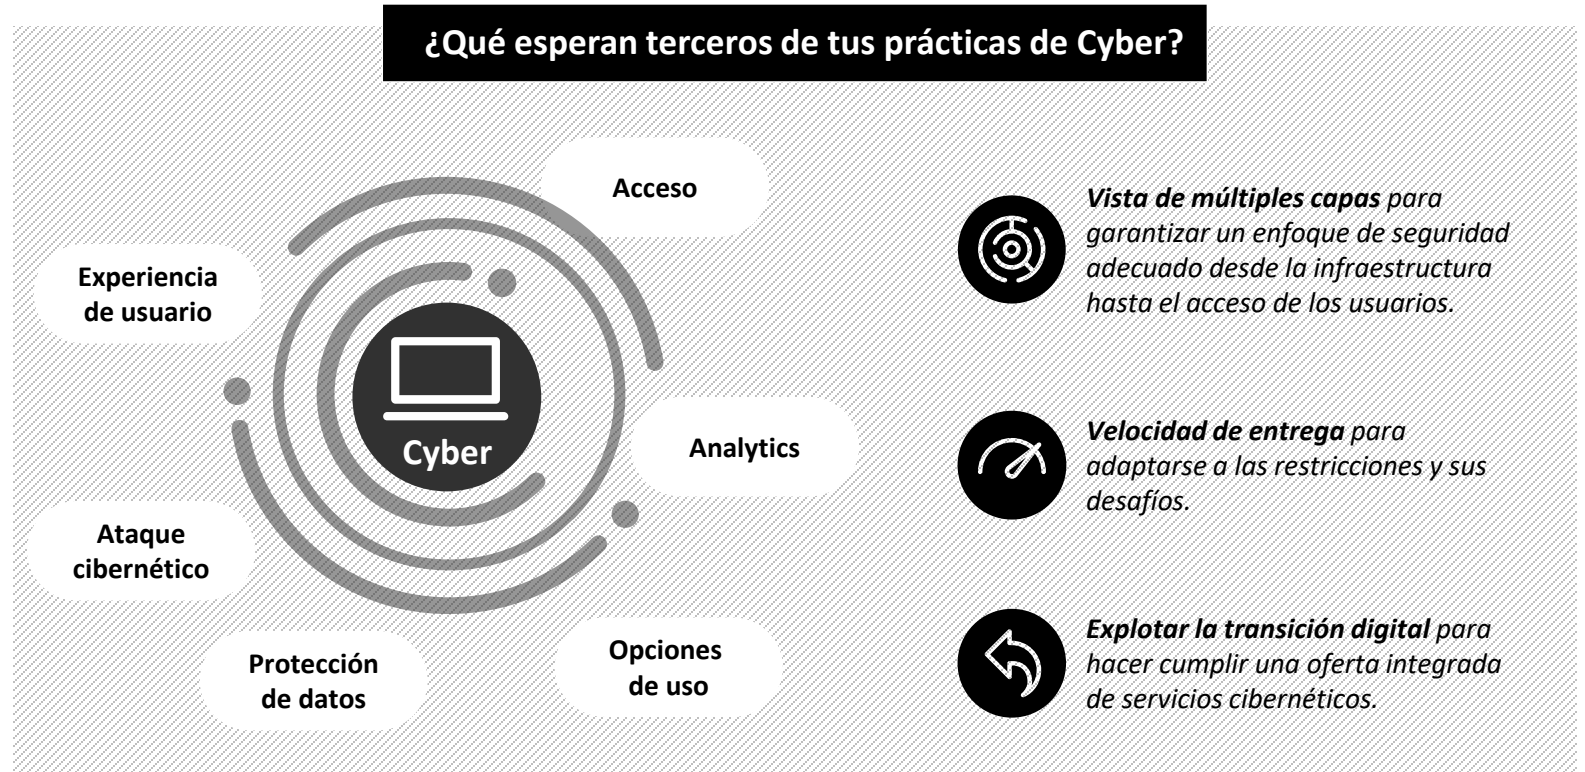 ¿Qué esperan terceros de tus prácticas de Cyber?
Acceso
Experiencia
de usuario
Cyber
Analytics
Ataque
cibernético
Protección
de datos
Opciones
de uso
Vista de múltiples capas para
garantizar un enfoque de seguridad
adecuado desde la infraestructura
hasta el acceso de los usuarios.
Velocidad de entrega para
adaptarse a las restricciones y sus
desafíos.
Explotar la transición digital para
hacer cumplir una oferta integrada
de servicios cibernéticos.